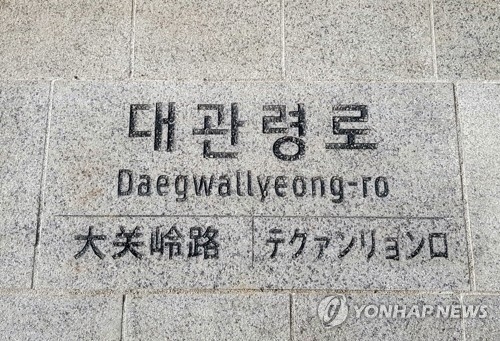 대관령로
Daegwallyeong-ro
大关岭路 テクァンリョンロ
YONHAP NEWS